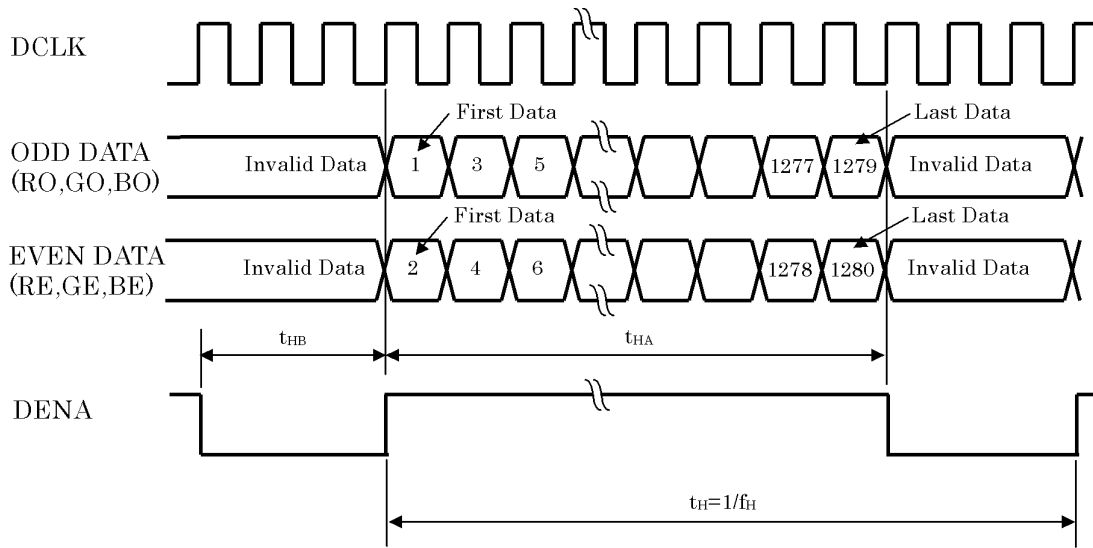 DCLK
First Data
Last Data
ODD DATA
(RO,GO,BO)
Invalid Data
1
3
5
1277
1279
Invalid Data
First Data
Last Data
EVEN DATA
(RE,GE,BE)
Invalid Data
2
4
6
1278
1280
Invalid Data
tHB
tHA
DENA
tH=1/fH